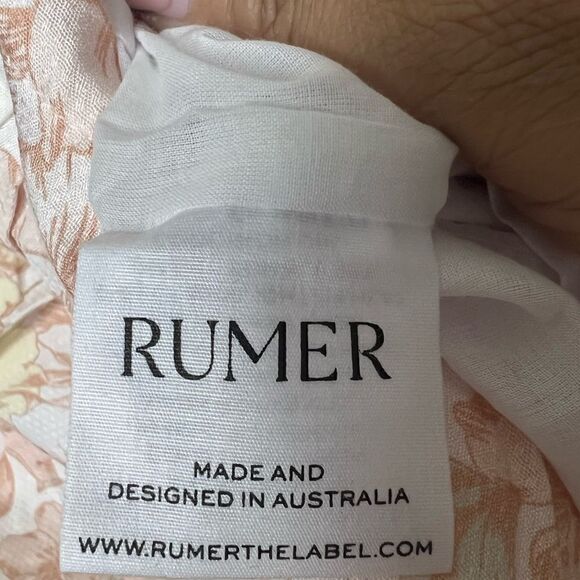 RUMER
MADE AND
DESIGNED IN AUSTRALIA
WWW.RUMERTHELABEL.COM